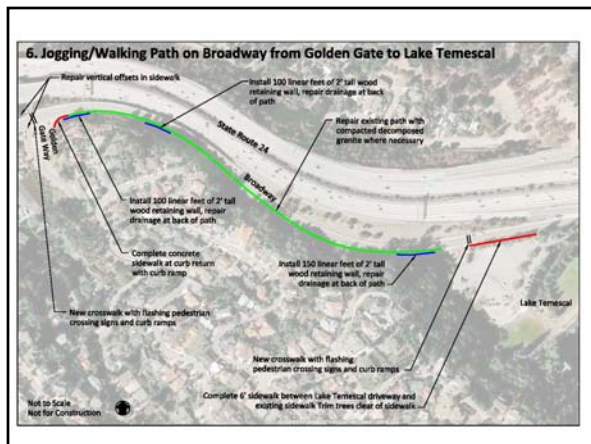 6. Jogging/Walking Path on Broadway from Golden Gate to Lake Temescal
Repair vertical offsets in sidewalk
Install 100 linear feet of 2' tall
wood retaining wall, repair
drainage at back
of path
State Route 24
Repair existing path with
compacted decomposed
granite where necessary
Golden
Gate Way
Broadway
Install 100 linear feet of 2' tall
wood retaining wall, repair
drainage at back of path
Complete concrete
sidewalk at curb return
with curb ramp
Install 150 linear feet of 2' tall
wood retaining wall, repair
drainage at back of path
Lake Temescal
New crosswalk with flashing pedestrian
crossing signs and curb ramps
New crosswalk with flashing
pedestrian crossing signs and curb ramps
Complete 6' sidewalk between Lake Temescal driveway and
existing sidewalk Trim trees clear of sidewalk
Not to Scale
Not for Construction